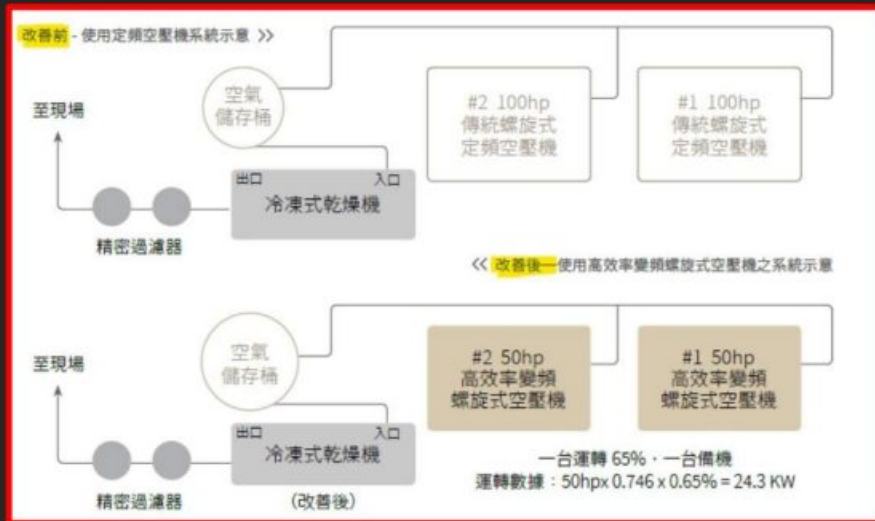 改善前 - 使用定頻空壓機系統示意 >>
空氣
儲存桶
#2 100hp
傳統螺旋式
定頻空壓機
#1 100hp
傳統螺旋式
定頻空壓機
至現場
出口
入口
冷凍式乾燥機
精密過濾器
<< 改善後一使用高效率變頻螺旋式空壓機之系統示意
空氣
儲存桶
#2 50hp
高效率變頻
螺旋式空壓機
#1 50hp
高效率變頻
螺旋式空壓機
至現場
出口
入口
冷凍式乾燥機
精密過濾器
(改善後)
一台運轉 65%，一台備機
運轉數據：50hpx 0.746 x 0.65% = 24.3 KW